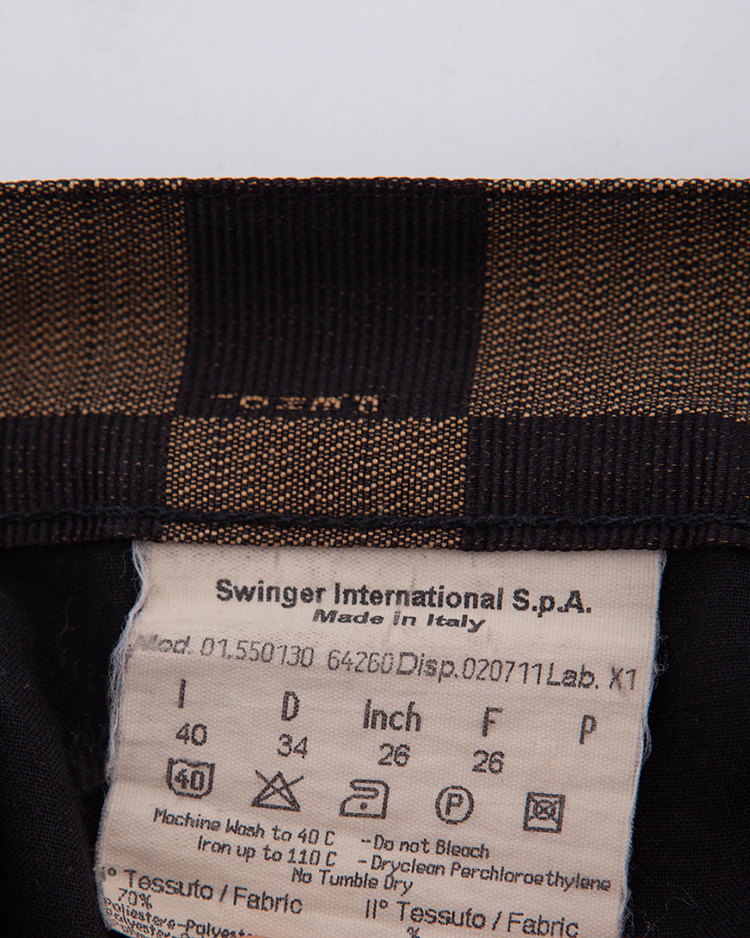 Swinger International S.p.A.
Made in Italy
Mod. 01.550130 64260 Disp.020711 Lab. X1
I D Inch F P
40 34 26 26
40 P
Machine Wash to 40 C -Do not Bleach
Iron up to 110 C -Dryclean Perchloroethylene
No Tumble Dry
I° Tessuto / Fabric II° Tessuto / Fabric
70% %
Poliestere-Polyest